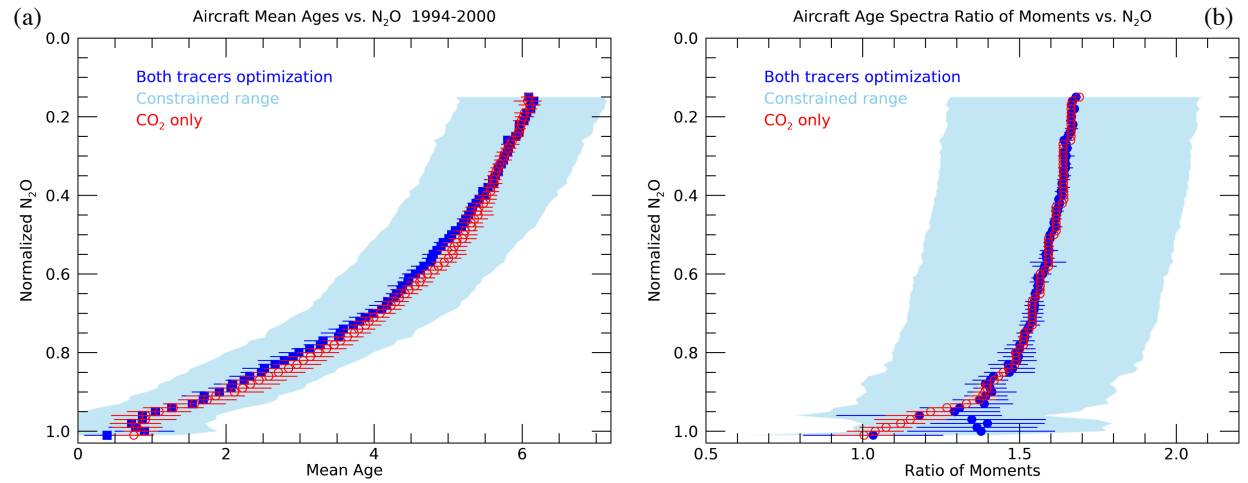 (a)
Aircraft Mean Ages vs. N₂O 1994-2000
Both tracers optimization
Constrained range
CO₂ only
Normalized N₂O
0.0
0.2
0.4
0.6
0.8
1.0
0 2 4 6
Mean Age
(b)
Aircraft Age Spectra Ratio of Moments vs. N₂O
Both tracers optimization
Constrained range
CO₂ only
Normalized N₂O
0.0
0.2
0.4
0.6
0.8
1.0
0.5 1.0 1.5 2.0
Ratio of Moments